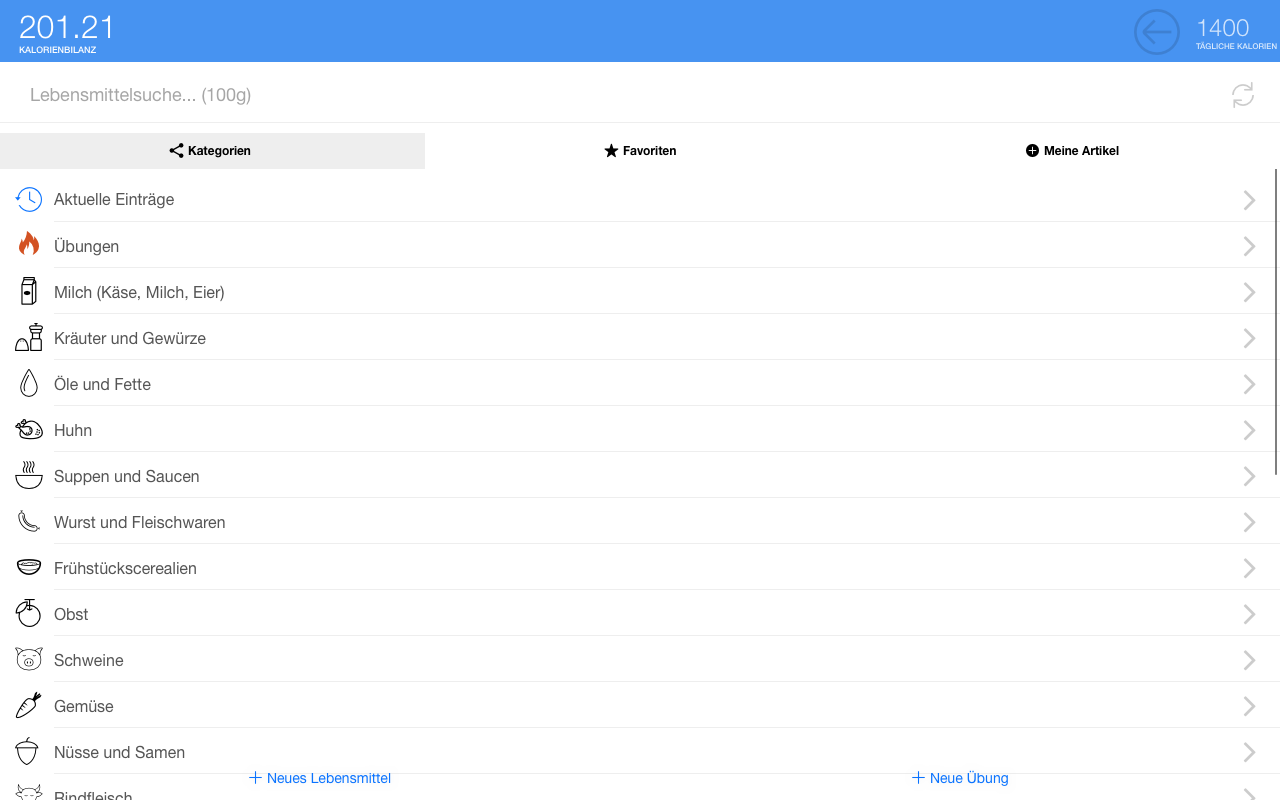 201.21
KALORIENBILANZ
1400
TÄGLICHE KALORIEN
Lebensmittelsuche... (100g)
Kategorien
Favoriten
Meine Artikel
Aktuelle Einträge
Übungen
Milch (Käse, Milch, Eier)
Kräuter und Gewürze
Öle und Fette
Huhn
Suppen und Saucen
Wurst und Fleischwaren
Frühstückscerealien
Obst
Schweine
Gemüse
Nüsse und Samen
Neues Lebensmittel
Neue Übung
Rindfleisch